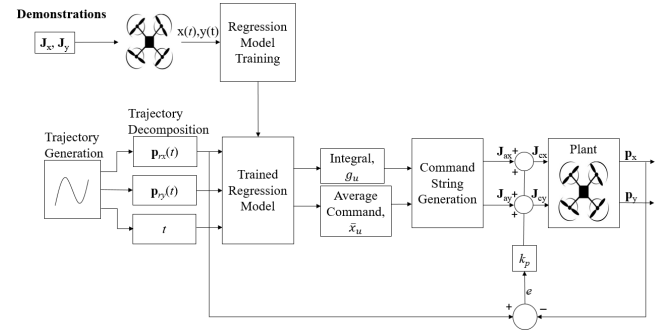 Demonstrations
J_x, J_y
x(t),y(t)
Regression
Model
Training
Trajectory
Generation
Trajectory
Decomposition
p_rx(t)
p_ry(t)
t
Trained
Regression
Model
Integral,
g_u
Average
Command,
x̄_u
Command
String
Generation
J_ax
+
+
J_cx
J_ay
+
+
J_cy
Plant
p_x
p_y
k_p
e
+
−